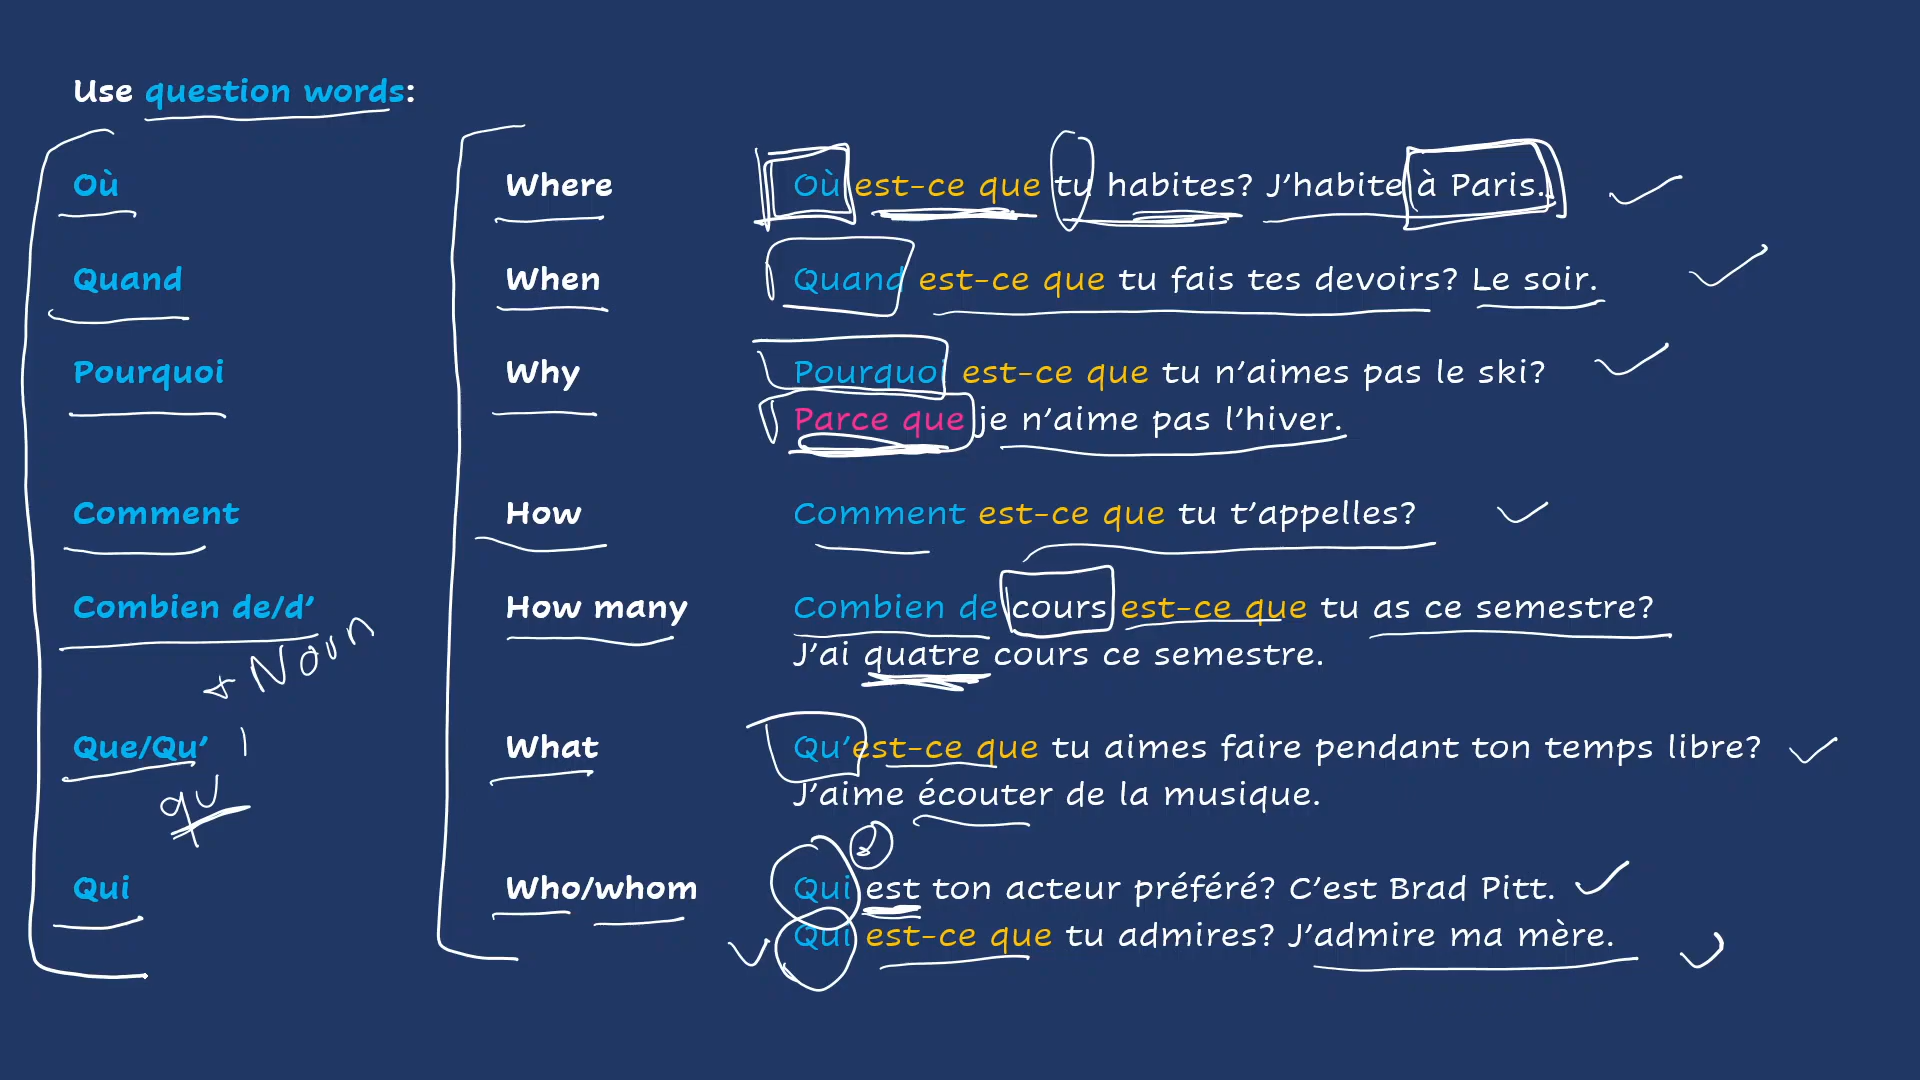 Use question words:
Où Where Où est-ce que tu habites? J’habite à Paris.
Quand When Quand est-ce que tu fais tes devoirs? Le soir.
Pourquoi Why Pourquoi est-ce que tu n’aimes pas le ski?
Parce que je n’aime pas l’hiver.
Comment How Comment est-ce que tu t’appelles?
Combien de/d’ How many Combien de cours est-ce que tu as ce semestre?
J’ai quatre cours ce semestre.
+ Noun
Que/Qu’ What Qu’est-ce que tu aimes faire pendant ton temps libre?
qu
J’aime écouter de la musique.
Qui Who/whom Qui est ton acteur préféré? C’est Brad Pitt.
Qui est-ce que tu admires? J’admire ma mère.